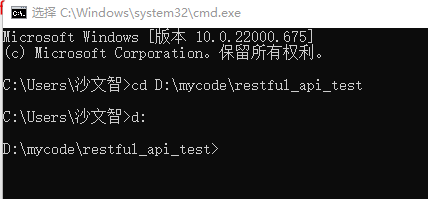 选择 C:\Windows\system32\cmd.exe
Microsoft Windows [版本 10.0.22000.675]
(c) Microsoft Corporation。保留所有权利。
C:\Users\沙文智>cd D:\mycode\restful_api_test
C:\Users\沙文智>d:
D:\mycode\restful_api_test>